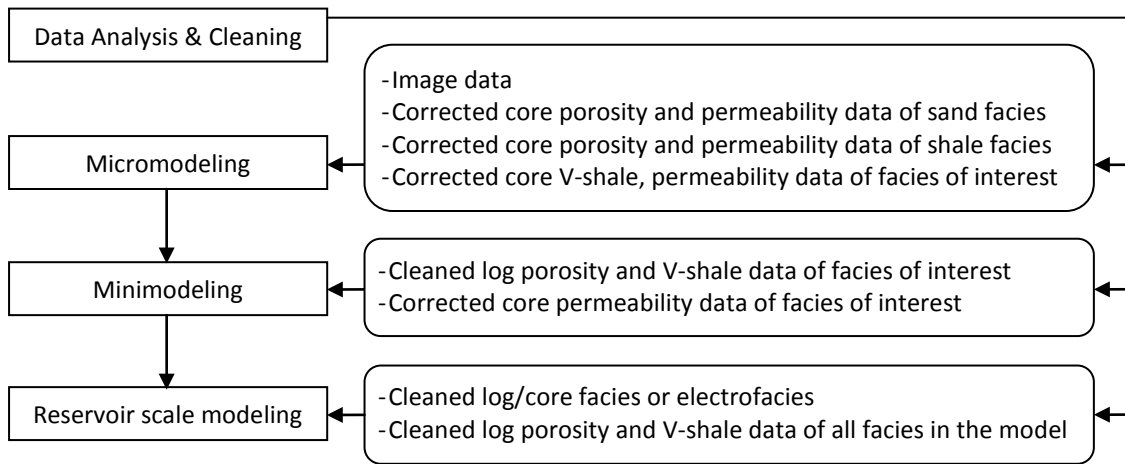 Data Analysis & Cleaning
-Image data
-Corrected core porosity and permeability data of sand facies
-Corrected core porosity and permeability data of shale facies
-Corrected core V-shale, permeability data of facies of interest
Micromodeling
-Cleaned log porosity and V-shale data of facies of interest
-Corrected core permeability data of facies of interest
Minimodeling
-Cleaned log/core facies or electrofacies
-Cleaned log porosity and V-shale data of all facies in the model
Reservoir scale modeling